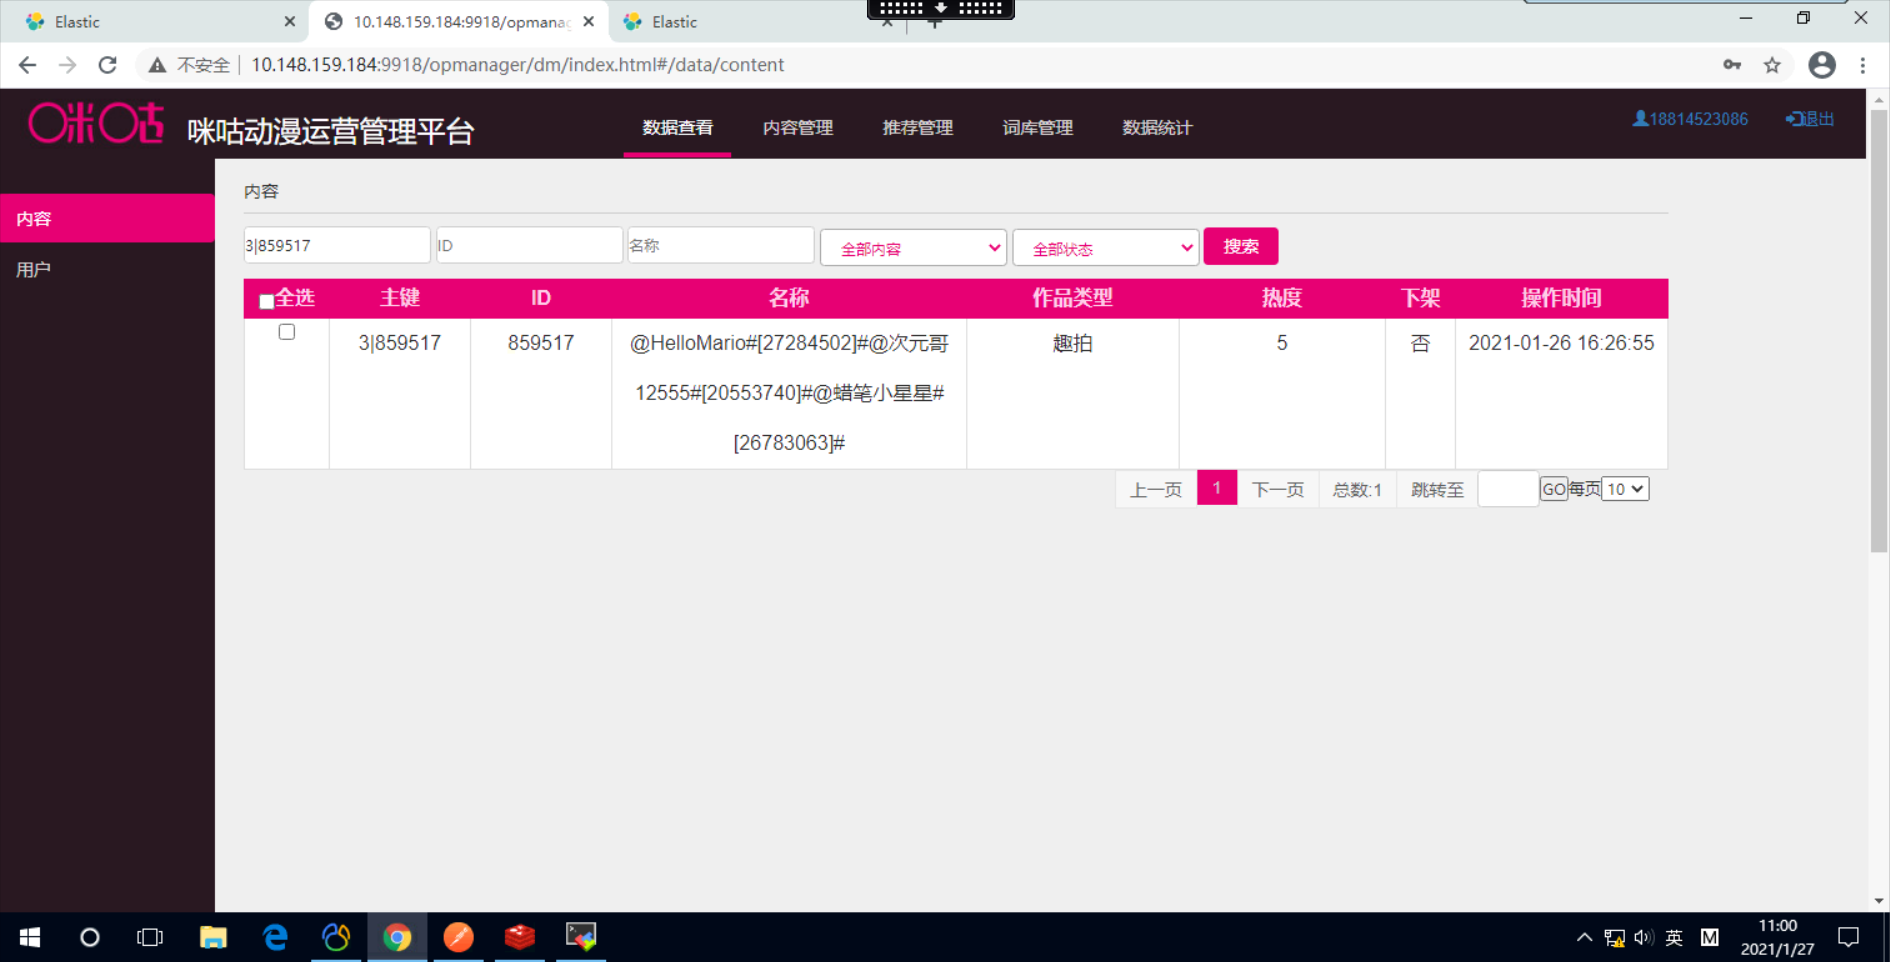 Elastic
10.148.159.184:9918/opmanag
Elastic
不安全
10.148.159.184:9918/opmanager/dm/index.html#/data/content
咪咕
咪咕动漫运营管理平台
数据查看
内容管理
推荐管理
词库管理
数据统计
18814523086
退出
内容
用户
内容
3|859517
ID
名称
全部内容
全部状态
搜索
全选
主键
ID
名称
作品类型
热度
下架
操作时间
3|859517
859517
@HelloMario#[27284502]#@次元哥
12555#[20553740]#@蜡笔小星星#
[26783063]#
趣拍
5
否
2021-01-26 16:26:55
上一页
1
下一页
总数:1
跳转至
GO
每页
10
英
M
11:00
2021/1/27